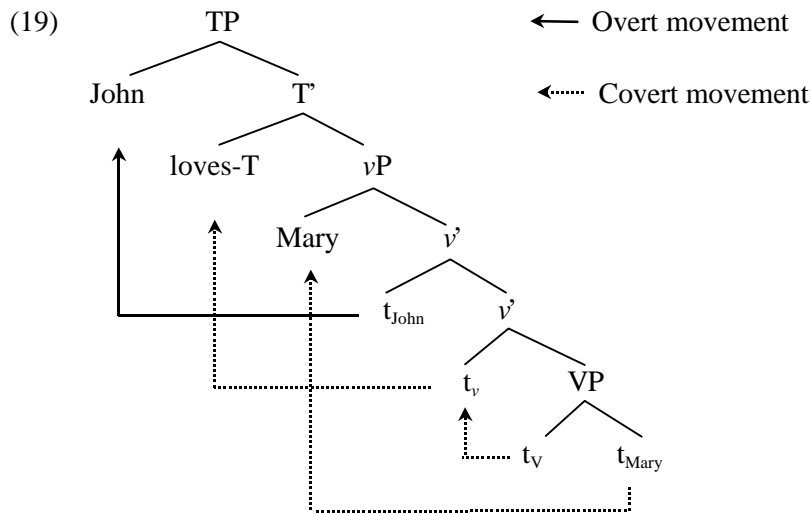 (19) TP Overt movement
John T’ Covert movement
loves-T vP
Mary v’
tJohn v’
tv VP
tV tMary